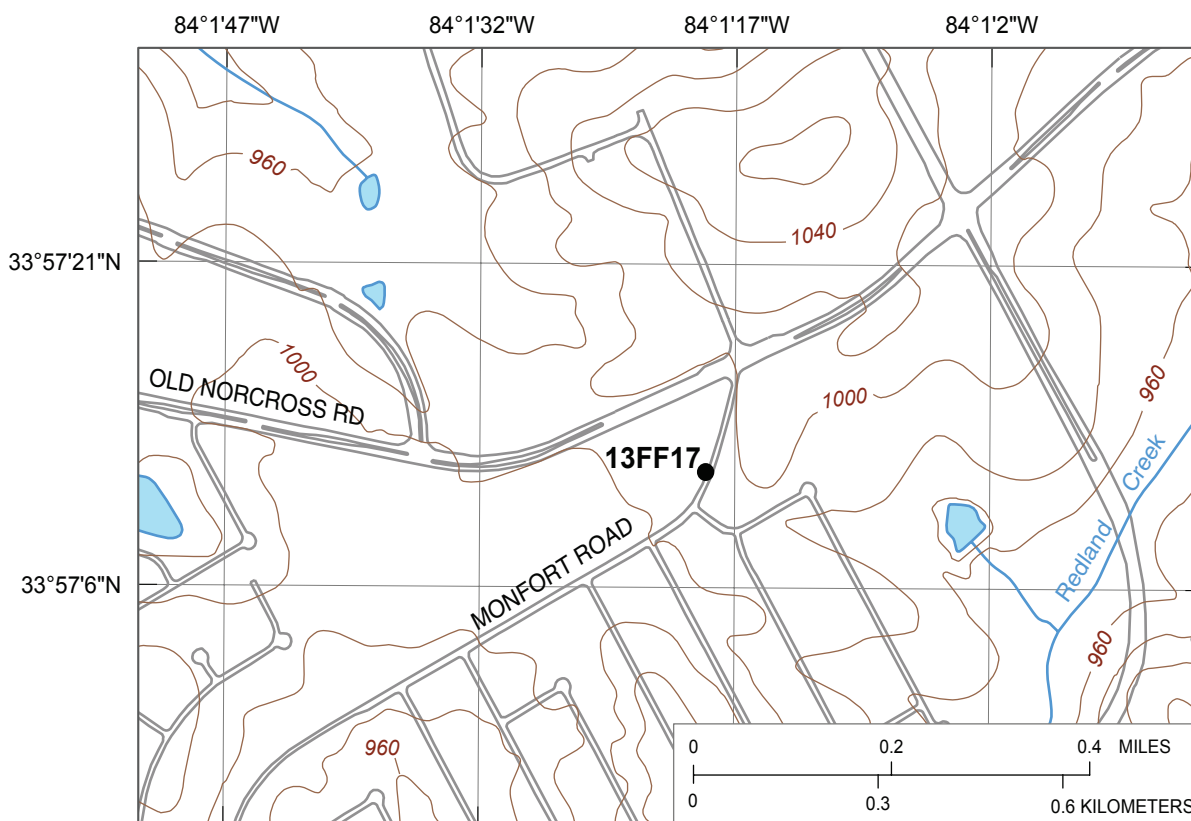 84°1'47"W 84°1'32"W 84°1'17"W 84°1'2"W
960
1040
33°57'21"N
1000
OLD NORCROSS RD
960
1000
13FF17
Creek
MONFORT ROAD
Redland
33°57'6"N
960
960
0 0.2 0.4 MILES
0 0.3 0.6 KILOMETERS